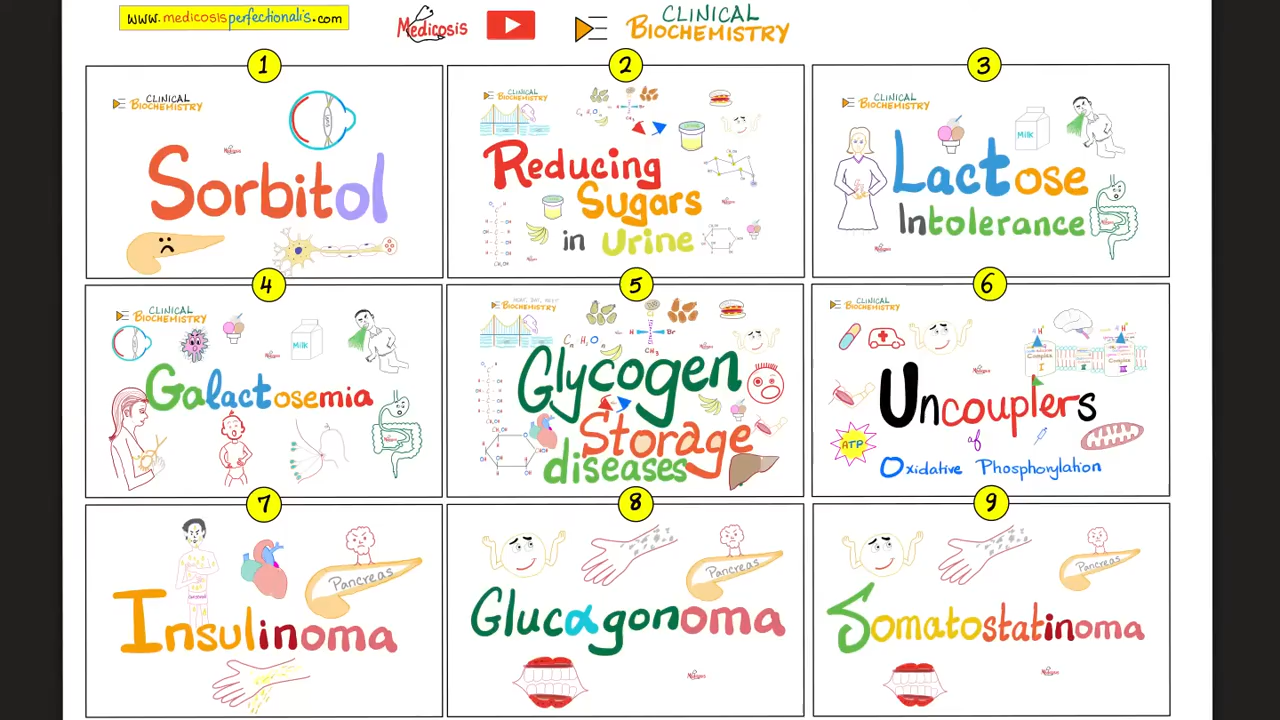 www.medicosisperfectionalis.com
Medicosis
CLINICAL
BIOCHEMISTRY
1
2
3
CLINICAL
BIOCHEMISTRY
Sorbitol
CLINICAL
BIOCHEMISTRY
Reducing
Sugars
in Urine
CLINICAL
BIOCHEMISTRY
MILK
Lactose
Intolerance
4
5
6
CLINICAL
BIOCHEMISTRY
MILK
Galactosemia
BIOCHEMISTRY
Glycogen
Storage
diseases
CLINICAL
BIOCHEMISTRY
Uncouplers
of
Oxidative Phosphorylation
ATP
7
8
9
Pancreas
Insulinoma
Pancreas
Glucαgonoma
Pancreas
Somatostatinoma